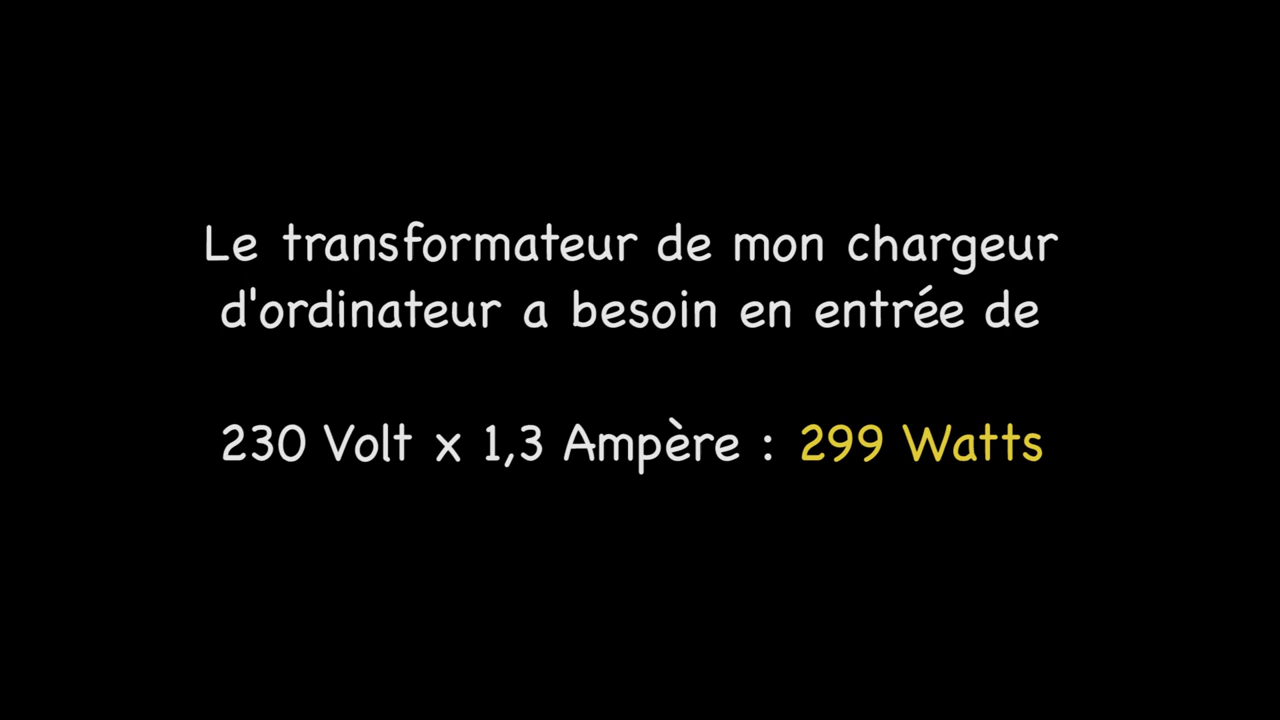 Le transformateur de mon chargeur
d'ordinateur a besoin en entrée de
230 Volt x 1,3 Ampère : 299 Watts